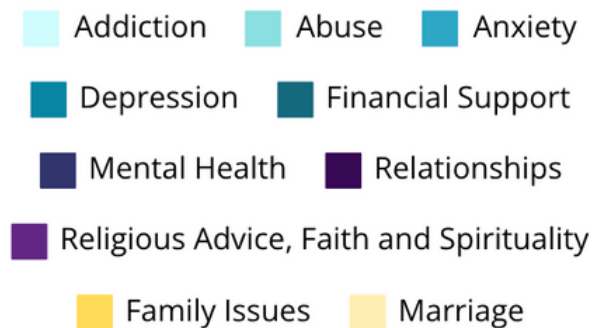 Addiction Abuse Anxiety
Depression Financial Support
Mental Health Relationships
Religious Advice, Faith and Spirituality
Family Issues Marriage